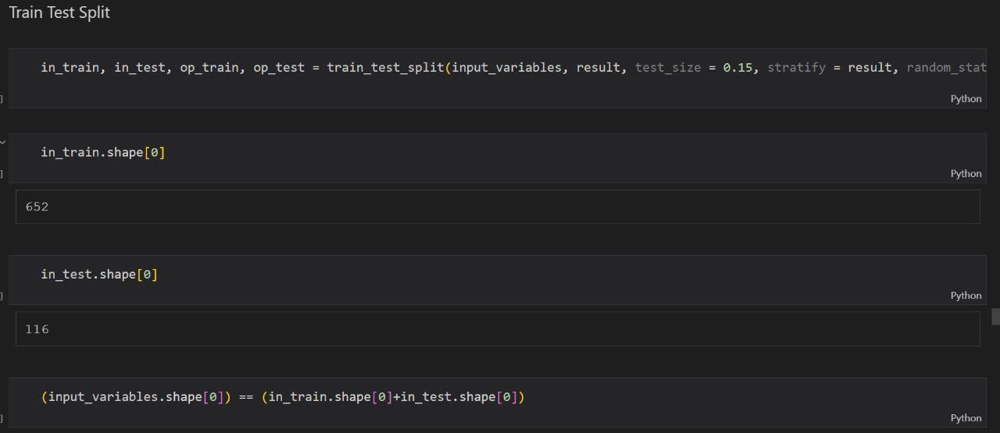 Train Test Split
in_train, in_test, op_train, op_test = train_test_split(input_variables, result, test_size = 0.15, stratify = result, random_stat
]
Python
in_train.shape[0]
]
Python
652
in_test.shape[0]
]
Python
116
(input_variables.shape[0]) == (in_train.shape[0]+in_test.shape[0])
]
Python